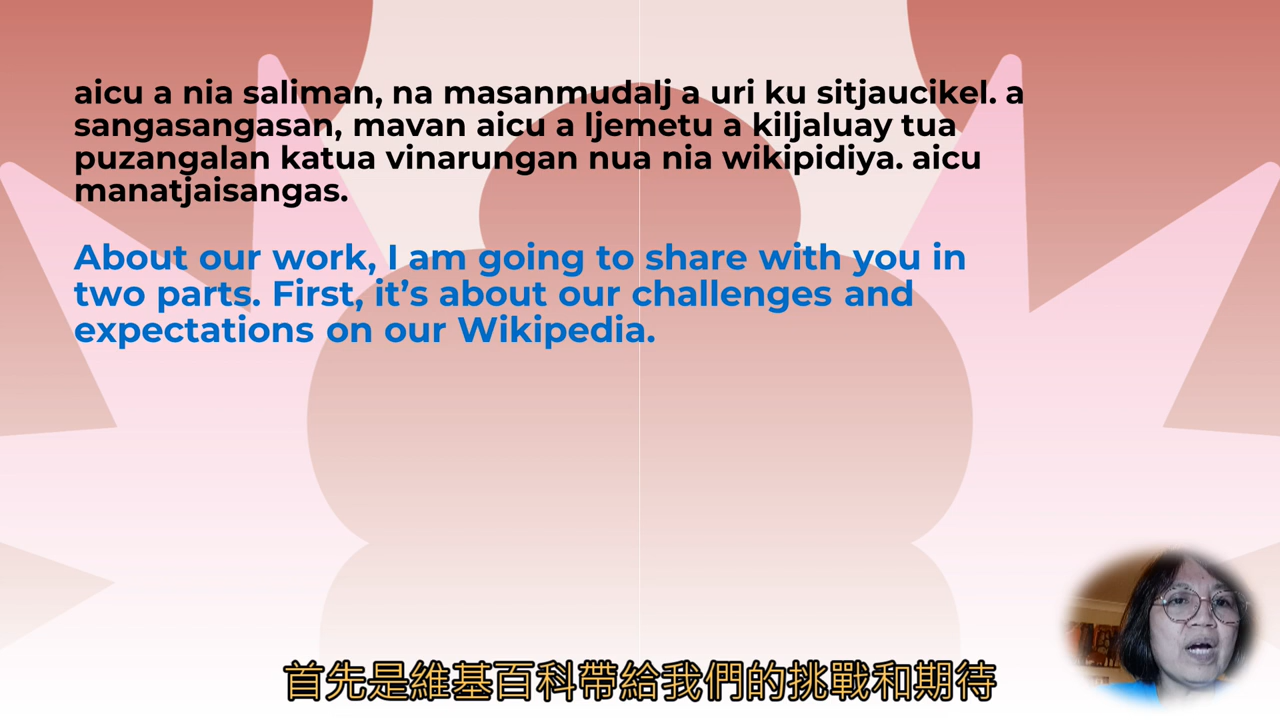 aicu a nia saliman, na masanmudalj a uri ku sitjaucikel. a
sangasangasan, mavan aicu a ljemetu a kiljaluay tua
puzangalan katua vinarungan nua nia wikipidiya. aicu
manatjaisangas.
About our work, I am going to share with you in
two parts. First, it’s about our challenges and
expectations on our Wikipedia.
首先是維基百科帶給我們的挑戰和期待